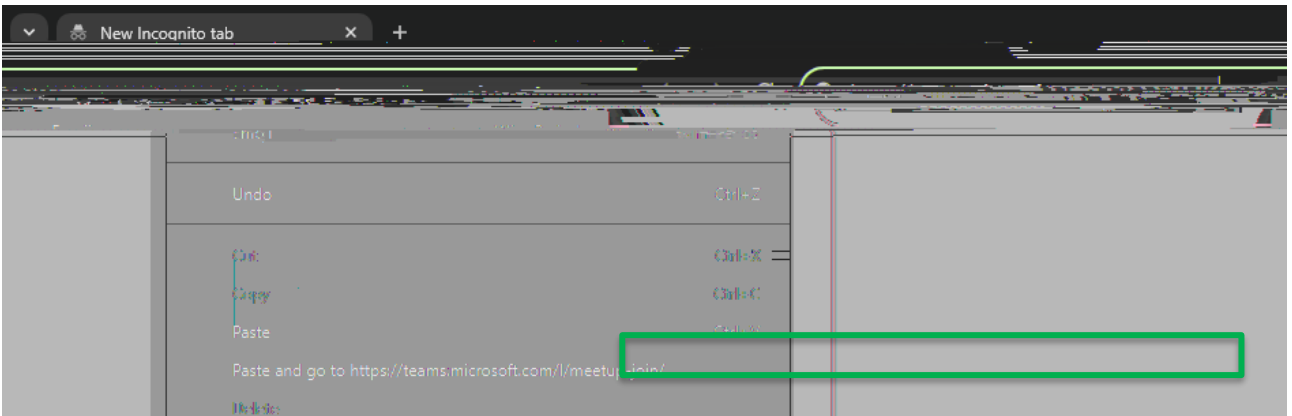 New Incognito tab
Undo Ctrl+Z
Cut Ctrl+X
Copy Ctrl+C
Paste
Paste and go to https://teams.microsoft.com/l/meetup-join/
Delete